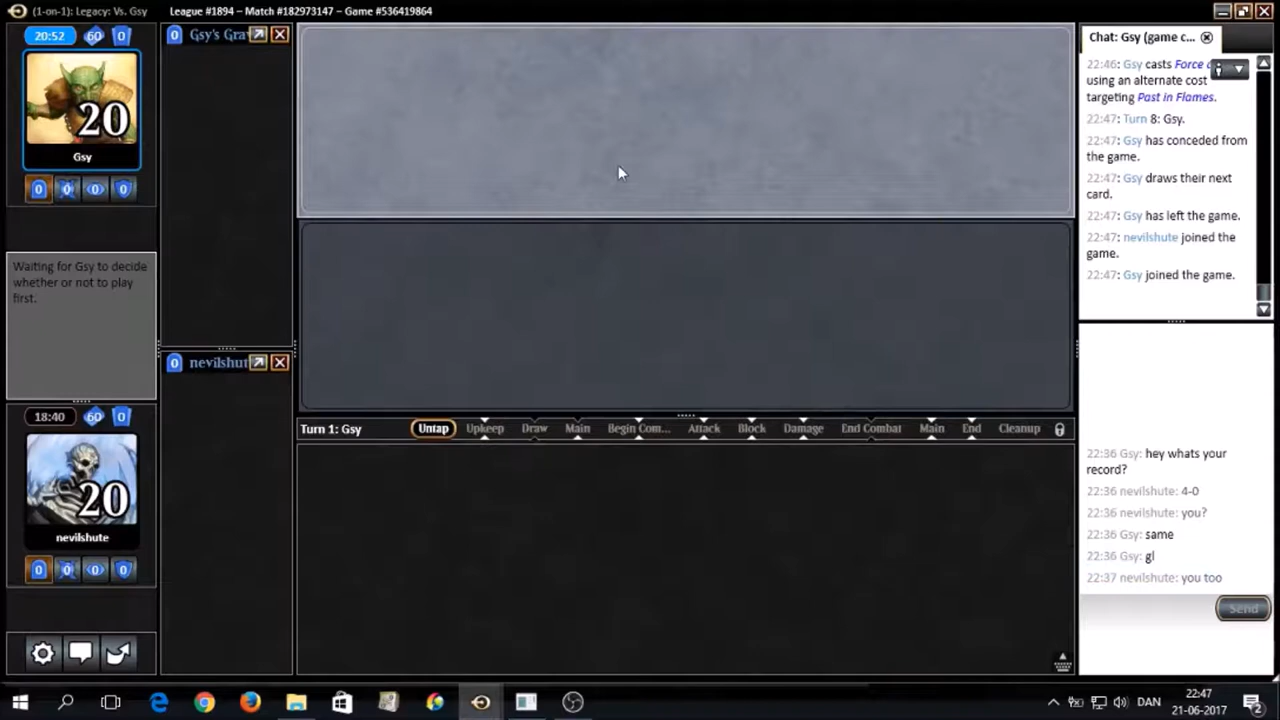 (1-on-1): Legacy: Vs. Gsy League #1894 – Match #182973147 – Game #536419864
20:52 60 0
20
Gsy
0 0 0 0
Waiting for Gsy to decide
whether or not to play
first.
18:40 60 0
20
nevilshute
0 0 0 0
0 Gsy's Gra
0 nevilshut
Turn 1: Gsy Untap Upkeep Draw Main Begin Com... Attack Block Damage End Combat Main End Cleanup
Chat: Gsy (game c...
22:46: Gsy casts Force
using an alternate cost
targeting Past in Flames.
22:47: Turn 8: Gsy.
22:47: Gsy has conceded from
the game.
22:47: Gsy draws their next
card.
22:47: Gsy has left the game.
22:47: nevilshute joined the
game.
22:47: Gsy joined the game.
22:36 Gsy: hey whats your
record?
22:36 nevilshute: 4-0
22:36 nevilshute: you?
22:36 Gsy: same
22:36 Gsy: gl
22:37 nevilshute: you too
Send
DAN
22:47
21-06-2017
2